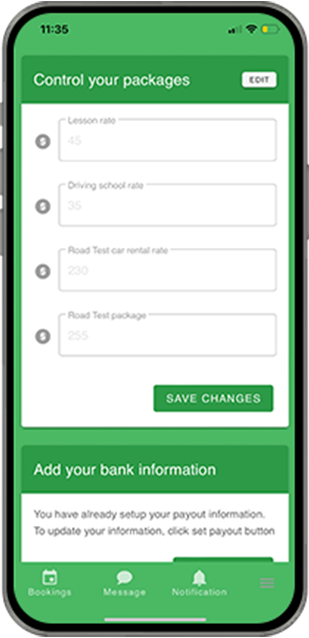 11:35
Control your packages
EDIT
Lesson rate
45
Driving school rate
35
Road Test car rental rate
230
Road Test package
255
SAVE CHANGES
Add your bank information
You have already setup your payout information.
To update your information, click set payout button
Bookings
Message
Notification